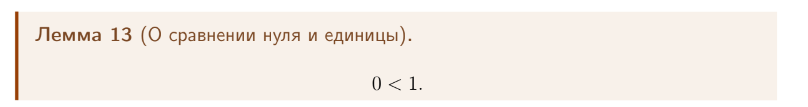 Лемма 13 (О сравнении нуля и единицы).
0 < 1.